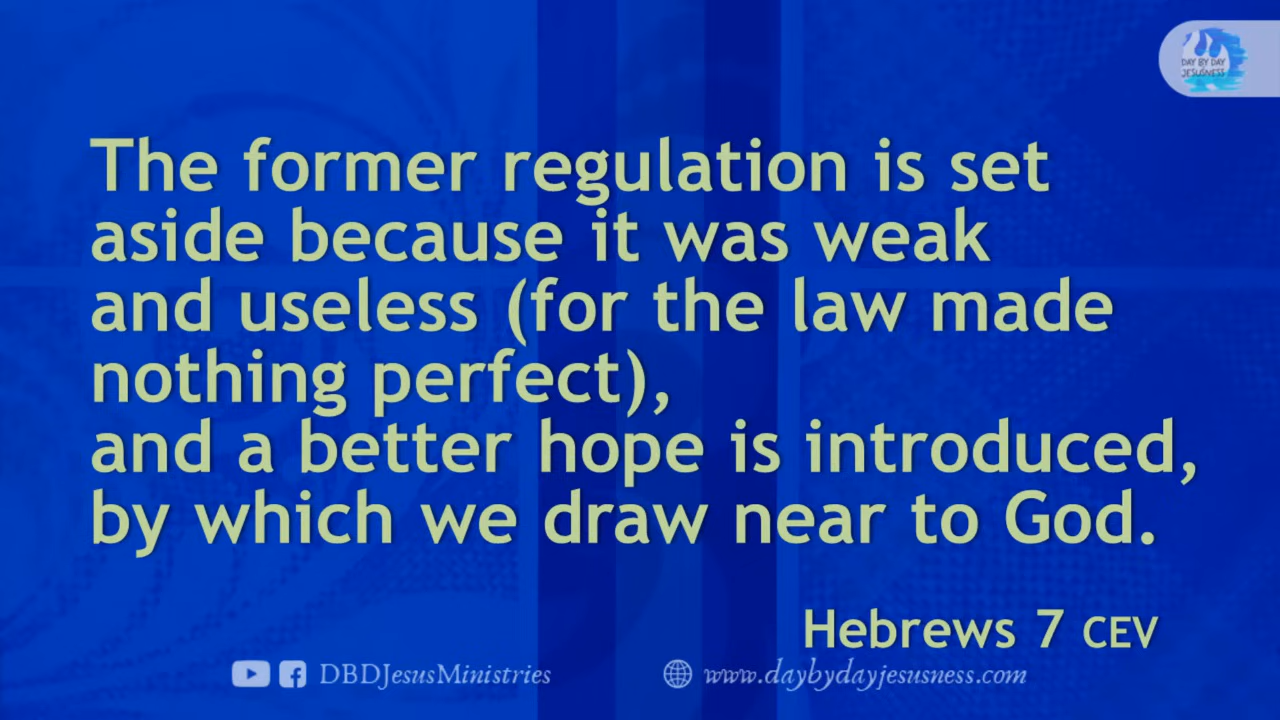 DAY BY DAY
JESUSNESS
The former regulation is set
aside because it was weak
and useless (for the law made
nothing perfect),
and a better hope is introduced,
by which we draw near to God.
Hebrews 7 CEV
DBDJesusMinistries
www.daybydayjesusness.com